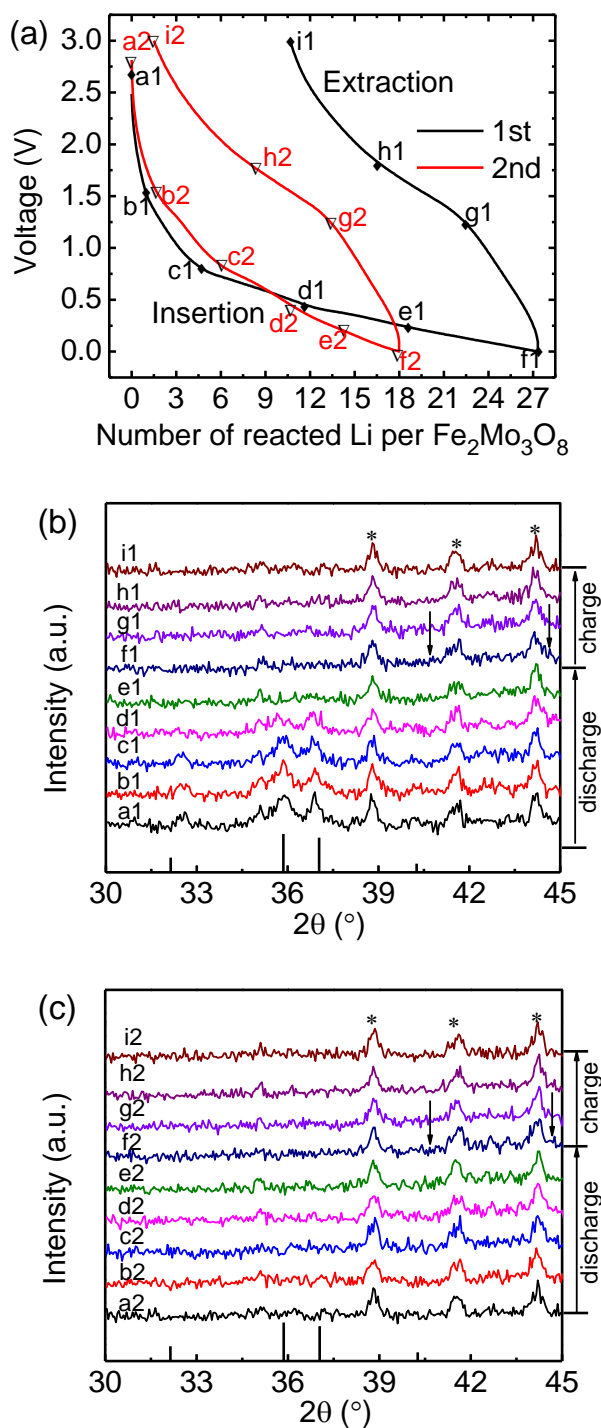 (a)
3.0
2.5
2.0
1.5
1.0
0.5
0.0
Voltage (V)
a2
i2
i1
a1
Extraction
h1
1st
2nd
h2
b2
b1
g2
g1
c2
c1
d1
Insertion
d2
e1
e2
f2
f1
0 3 6 9 12 15 18 21 24 27
Number of reacted Li per Fe₂Mo₃O₈
(b)
* * *
i1
h1
g1
f1
e1
d1
c1
b1
a1
charge
discharge
Intensity (a.u.)
30 33 36 39 42 45
2θ (°)
(c)
* * *
i2
h2
g2
f2
e2
d2
c2
b2
a2
charge
discharge
Intensity (a.u.)
30 33 36 39 42 45
2θ (°)